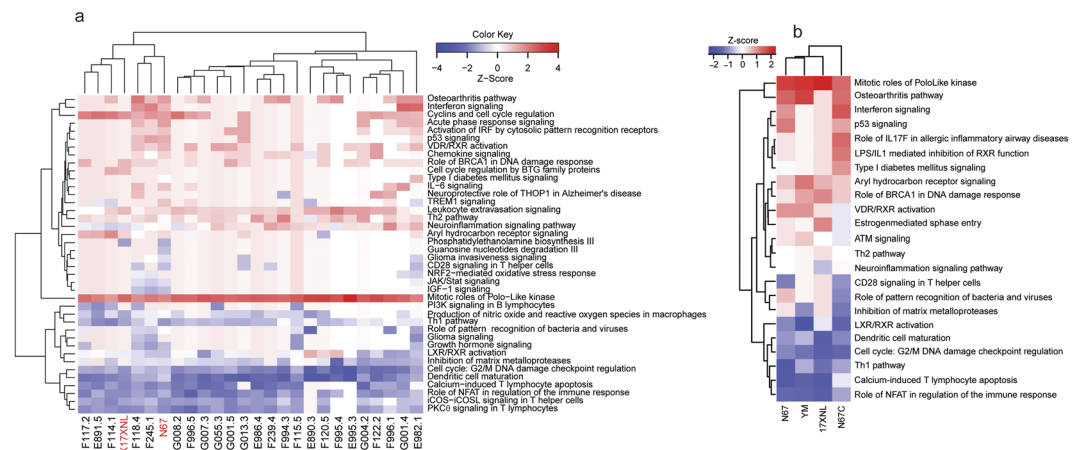 a
Color Key
−4 −2 0 2 4
Z-Score
Osteoarthritis pathway
Interferon signaling
Cyclins and cell cycle regulation
Acute phase response signaling
Activation of IRF by cytosolic pattern recognition receptors
p53 signaling
VDR/RXR activation
Chemokine signaling
Role of BRCA1 in DNA damage response
Cell cycle regulation by BTG family proteins
Type I diabetes mellitus signaling
IL−6 signaling
Neuroprotective role of THOP1 in Alzheimer's disease
TREM1 signaling
Leukocyte extravasation signaling
Th2 pathway
Neuroinflammation signaling pathway
Aryl hydrocarbon receptor signaling
Phosphatidylethanolamine biosynthesis III
Guanosine nucleotides degradation III
Glioma invasiveness signaling
CD28 signaling in T helper cells
NRF2−mediated oxidative stress response
JAK/Stat signaling
IGF−1 signaling
Mitotic roles of Polo−Like kinase
PI3K signaling in B lymphocytes
Production of nitric oxide and reactive oxygen species in macrophages
Th1 pathway
Role of pattern recognition of bacteria and viruses
Glioma signaling
Growth hormone signaling
LXR/RXR activation
Inhibition of matrix metalloproteases
Cell cycle: G2/M DNA damage checkpoint regulation
Dendritic cell maturation
Calcium-induced T lymphocyte apoptosis
Role of NFAT in regulation of the immune response
iCOS-iCOSL signaling in T helper cells
PKCθ signaling in T lymphocytes
F117.2
E891.5
F114.1
17XNL
F118.4
F245.1
N67
G008.2
F996.5
G007.3
G055.3
G001.5
G013.3
E986.4
F239.4
F994.3
F115.5
E890.3
F120.5
F995.4
E995.3
G004.2
F122.2
F996.1
G001.4
E982.1
b
Z-score
−2 −1 0 1 2
Mitotic roles of PoloLike kinase
Osteoarthritis pathway
Interferon signaling
p53 signaling
Role of IL17F in allergic inflammatory airway diseases
LPS/IL1 mediated inhibition of RXR function
Type I diabetes mellitus signaling
Aryl hydrocarbon receptor signaling
Role of BRCA1 in DNA damage response
VDR/RXR activation
Estrogenmediated sphase entry
ATM signaling
Th2 pathway
Neuroinflammation signaling pathway
CD28 signaling in T helper cells
Role of pattern recognition of bacteria and viruses
Inhibition of matrix metalloproteases
LXR/RXR activation
Dendritic cell maturation
Cell cycle: G2/M DNA damage checkpoint regulation
Th1 pathway
Calcium-induced T lymphocyte apoptosis
Role of NFAT in regulation of the immune response
N67
YM
17XNL
N67C